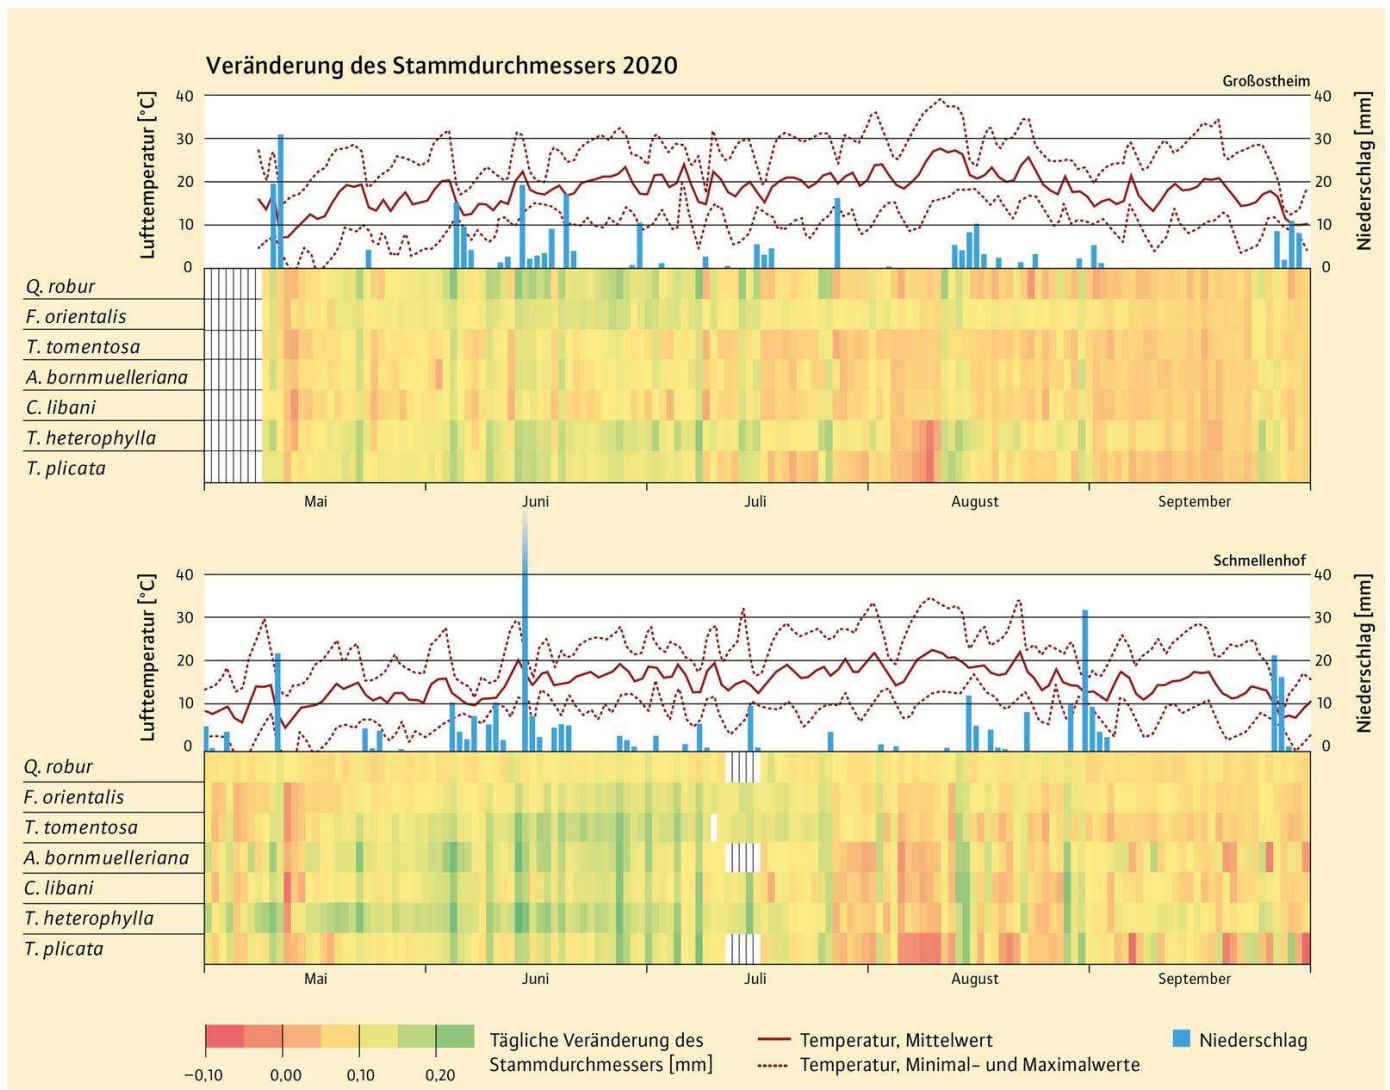 Veränderung des Stammdurchmessers 2020
Großostheim
Lufttemperatur [°C]
Niederschlag [mm]
40
30
20
10
0
40
30
20
10
0
Q. robur
F. orientalis
T. tomentosa
A. bornmuelleriana
C. libani
T. heterophylla
T. plicata
Mai Juni Juli August September
Schmellenhof
Lufttemperatur [°C]
Niederschlag [mm]
40
30
20
10
0
40
30
20
10
0
Q. robur
F. orientalis
T. tomentosa
A. bornmuelleriana
C. libani
T. heterophylla
T. plicata
Mai Juni Juli August September
−0,10 0,00 0,10 0,20
Tägliche Veränderung des
Stammdurchmessers [mm]
Temperatur, Mittelwert
Temperatur, Minimal- und Maximalwerte
Niederschlag